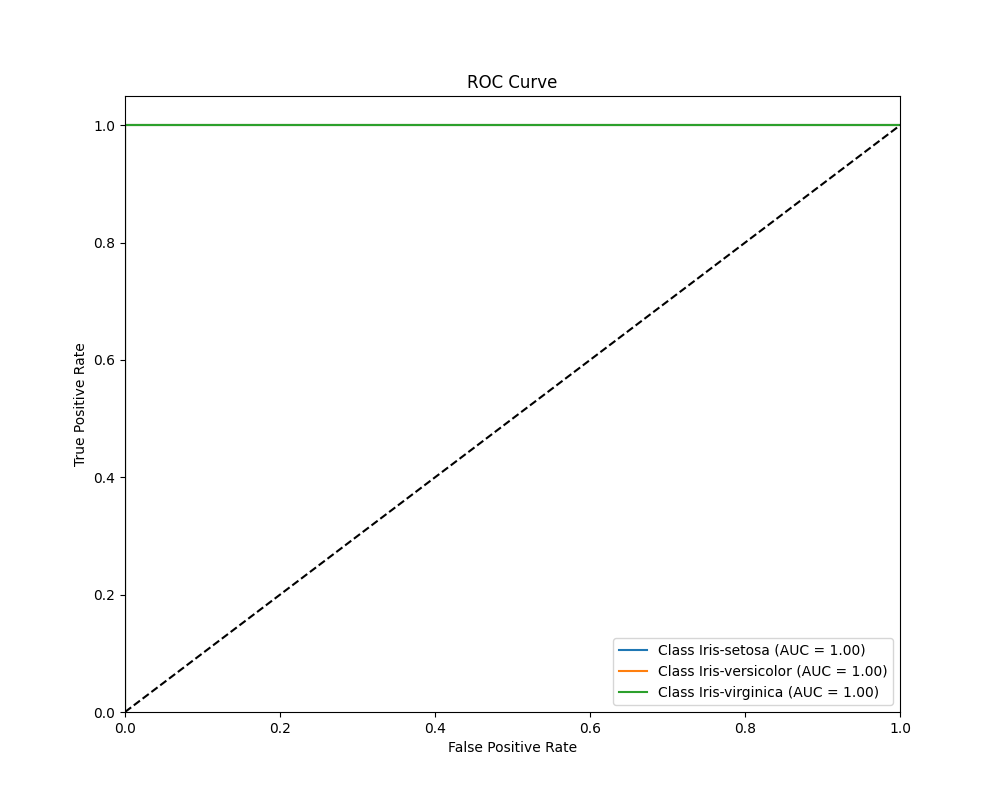 ROC Curve
True Positive Rate
1.0
0.8
0.6
0.4
0.2
0.0
Class Iris-setosa (AUC = 1.00)
Class Iris-versicolor (AUC = 1.00)
Class Iris-virginica (AUC = 1.00)
0.0 0.2 0.4 0.6 0.8 1.0
False Positive Rate